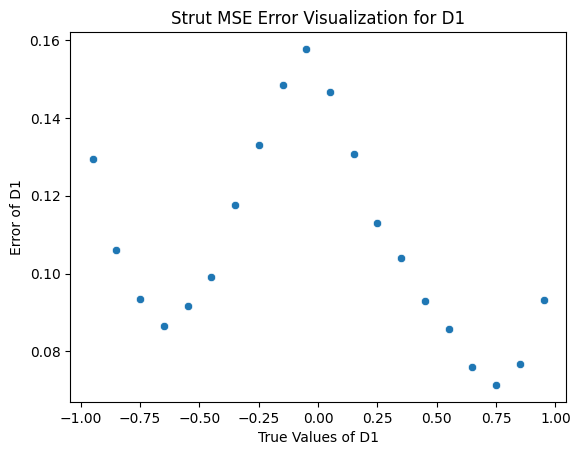 Strut MSE Error Visualization for D1
0.16
0.14
0.12
0.10
0.08
Error of D1
−1.00 −0.75 −0.50 −0.25 0.00 0.25 0.50 0.75 1.00
True Values of D1